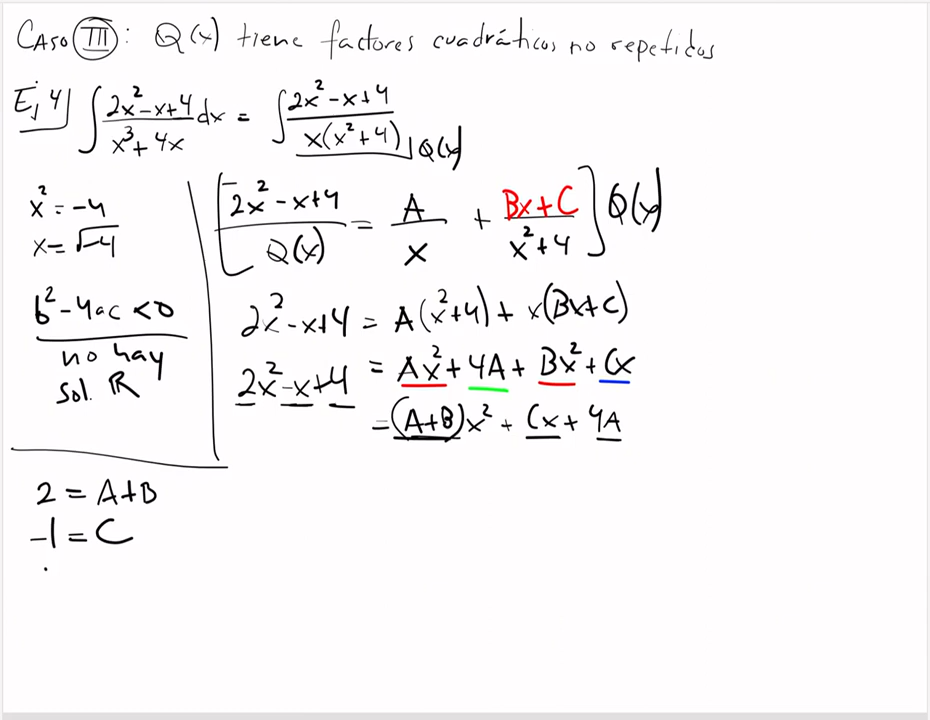 CASO III : Q(x) tiene factores cuadráticos no repetidos
Ej 4] ∫ (2x² - x + 4)/(x³ + 4x) dx = ∫ (2x² - x + 4)/(x(x² + 4)) ] Q(x)
x² = -4
x = √-4
b² - 4ac < 0
no hay
sol. ℝ
[ (2x² - x + 4)/Q(x) = A/x + (Bx + C)/(x² + 4) ] Q(x)
2x² - x + 4 = A(x² + 4) + x(Bx + C)
2x² - x + 4 = Ax² + 4A + Bx² + Cx
= (A+B)x² + Cx + 4A
2 = A+B
-1 = C